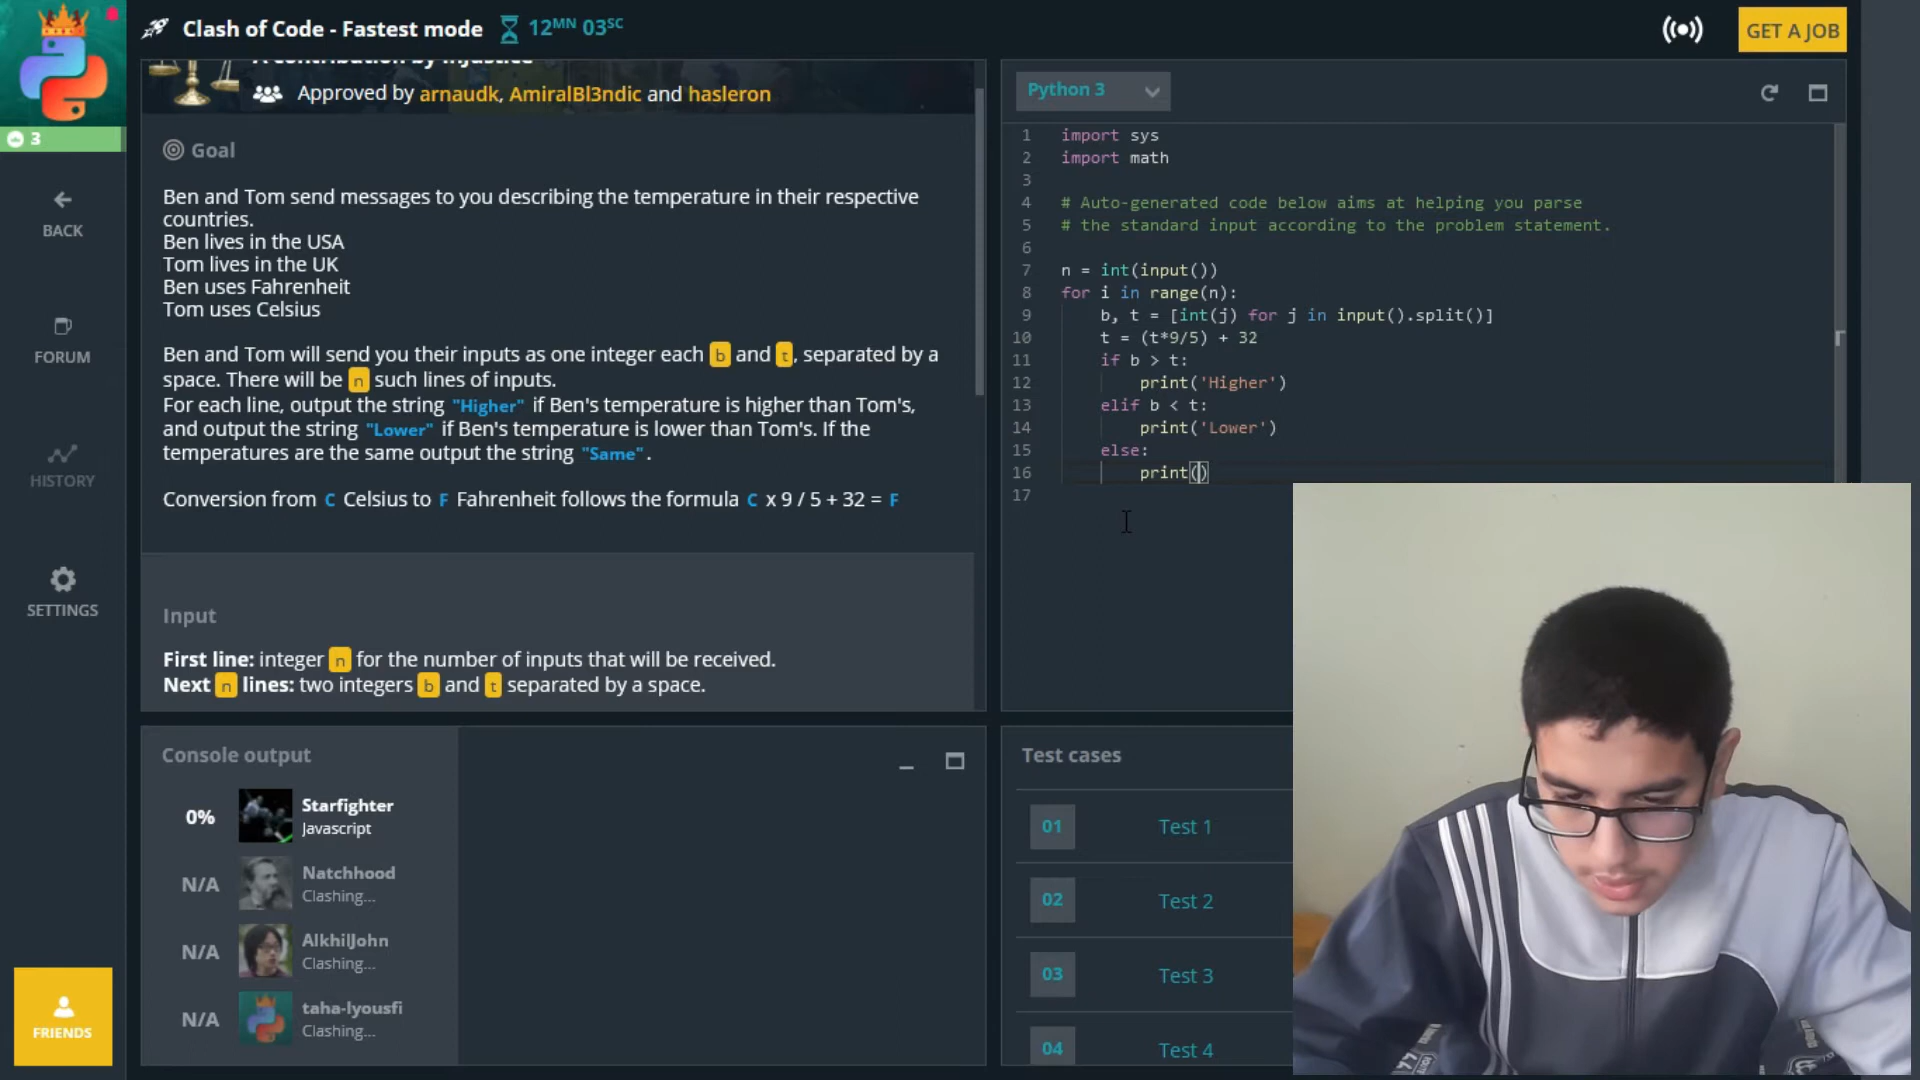 Clash of Code - Fastest mode
12MN 03SC
GET A JOB
3
BACK
FORUM
HISTORY
SETTINGS
FRIENDS
A contribution by Injustice
Approved by arnaudk, AmiralBl3ndic and hasleron
Goal
Ben and Tom send messages to you describing the temperature in their respective
countries.
Ben lives in the USA
Tom lives in the UK
Ben uses Fahrenheit
Tom uses Celsius
Ben and Tom will send you their inputs as one integer each b and t, separated by a
space. There will be n such lines of inputs.
For each line, output the string "Higher" if Ben's temperature is higher than Tom's,
and output the string "Lower" if Ben's temperature is lower than Tom's. If the
temperatures are the same output the string "Same".
Conversion from C Celsius to F Fahrenheit follows the formula C x 9 / 5 + 32 = F
Input
First line: integer n for the number of inputs that will be received.
Next n lines: two integers b and t separated by a space.
Python 3
1 import sys
2 import math
3
4 # Auto-generated code below aims at helping you parse
5 # the standard input according to the problem statement.
6
7 n = int(input())
8 for i in range(n):
9 b, t = [int(j) for j in input().split()]
10 t = (t*9/5) + 32
11 if b > t:
12 print('Higher')
13 elif b < t:
14 print('Lower')
15 else:
16 print()
17
Console output
0% Starfighter
Javascript
N/A Natchhood
Clashing...
N/A AlkhilJohn
Clashing...
N/A taha-lyousfi
Clashing...
Test cases
01 Test 1
02 Test 2
03 Test 3
04 Test 4